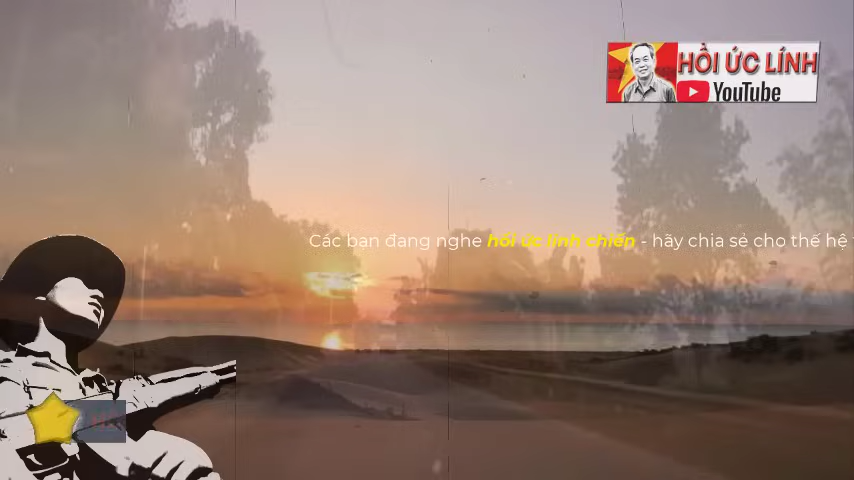 HỒI ỨC LÍNH
YouTube
Các bạn đang nghe hồi ức lính chiến - hãy chia sẻ cho thế hệ